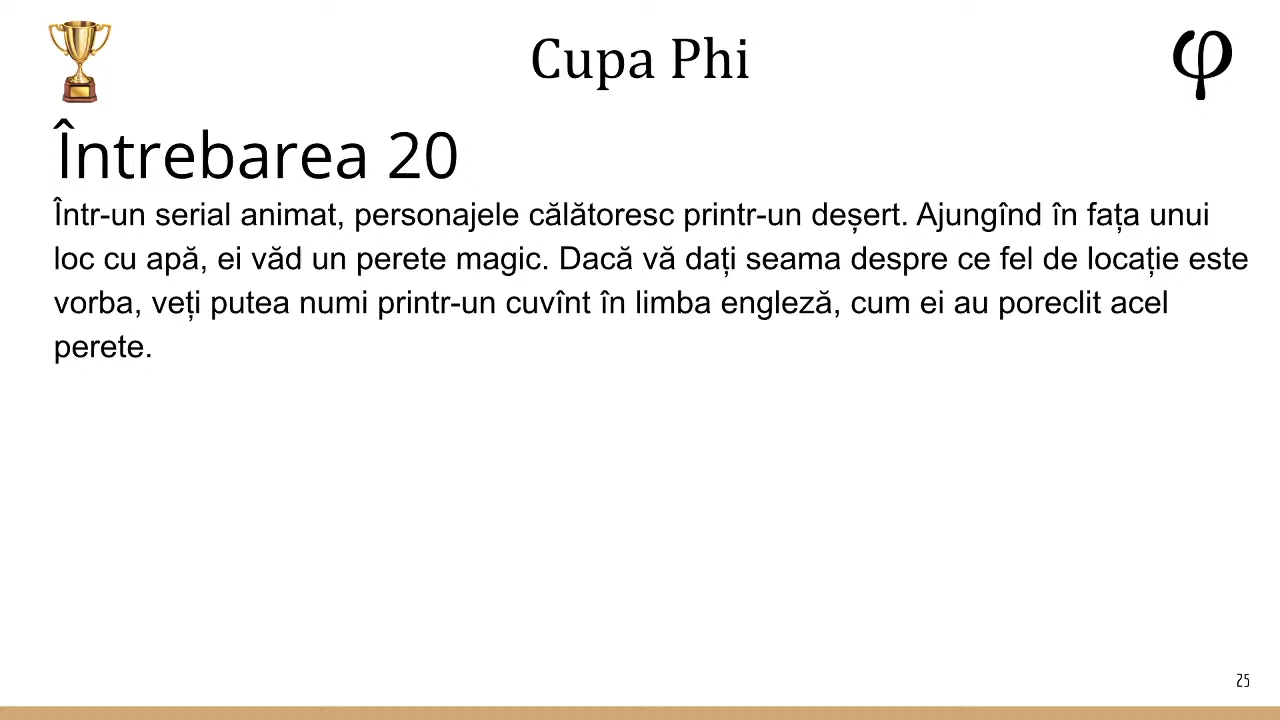 Cupa Phi
φ
Întrebarea 20
Într-un serial animat, personajele călătoresc printr-un deșert. Ajungînd în fața unui
loc cu apă, ei văd un perete magic. Dacă vă dați seama despre ce fel de locație este
vorba, veți putea numi printr-un cuvînt în limba engleză, cum ei au poreclit acel
perete.
25